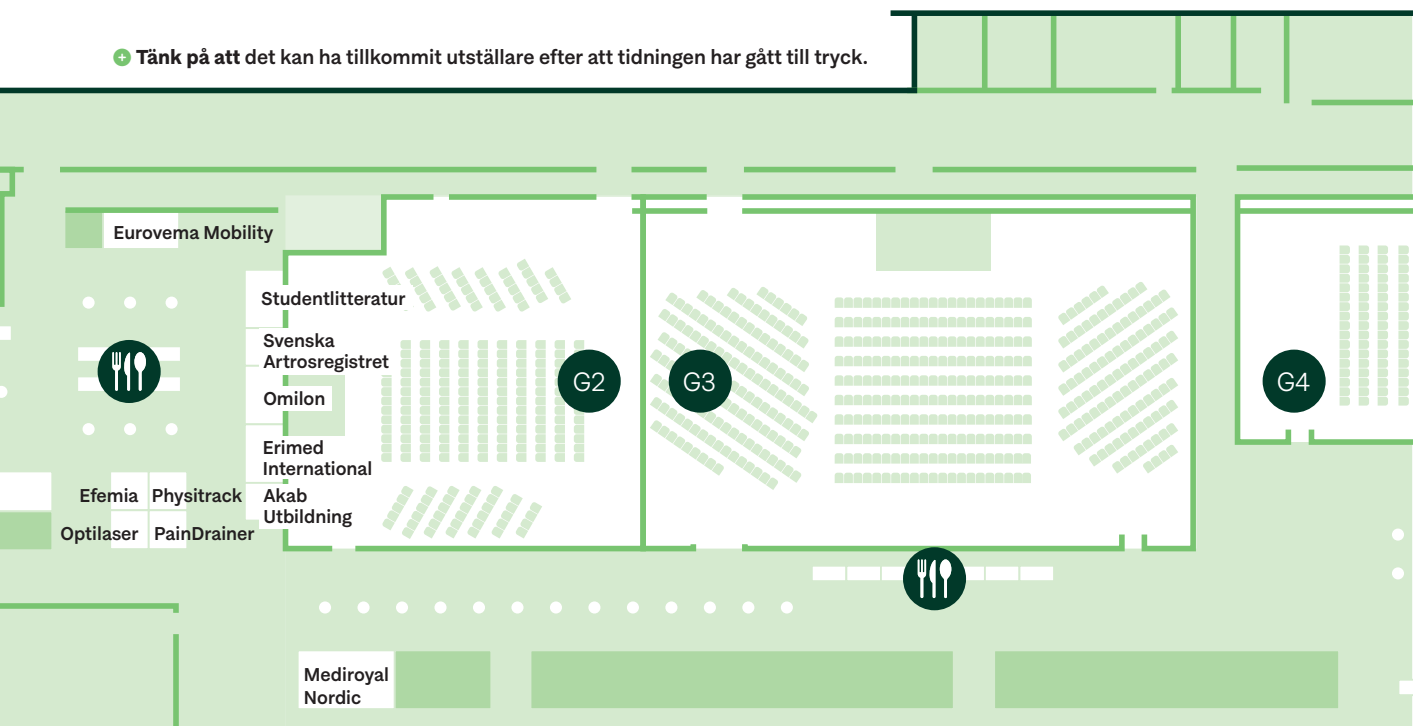 Tänk på att det kan ha tillkommit utställare efter att tidningen har gått till tryck.
Eurovema Mobility
Studentlitteratur
Svenska
Artrosregistret
Omilon
Erimed
International
Akab
Utbildning
Efemia
Physitrack
Optilaser
PainDrainer
G2
G3
G4
Mediroyal
Nordic